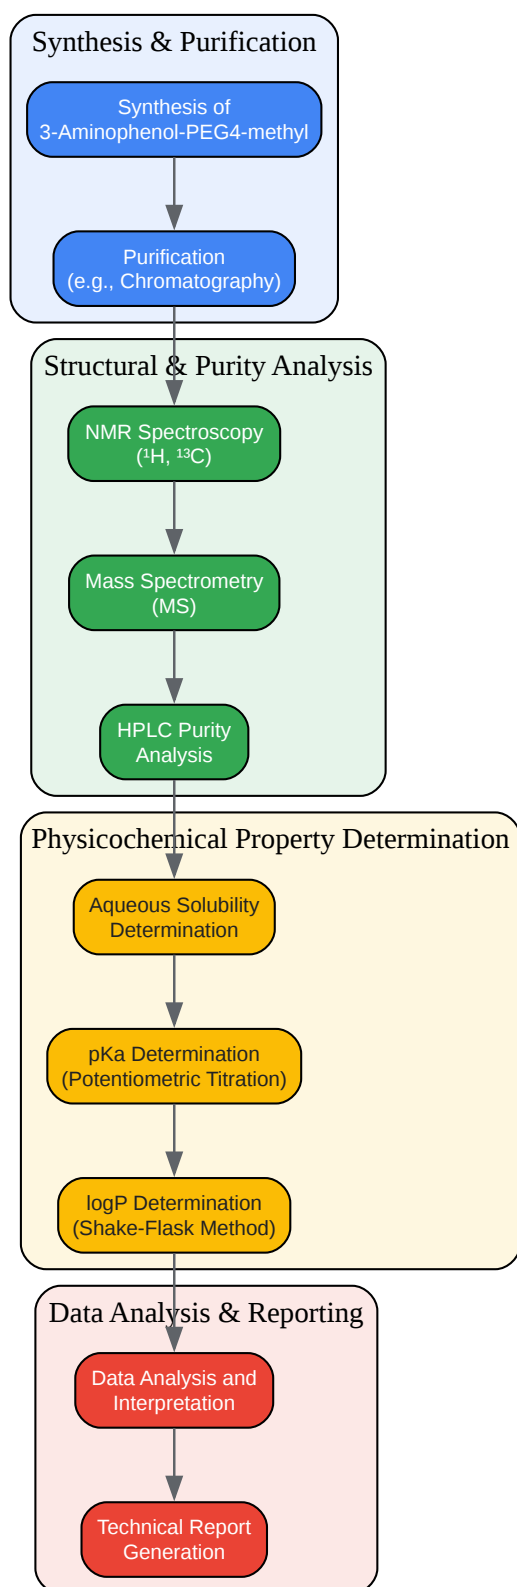 Synthesis & Purification
Synthesis of
3-Aminophenol-PEG4-methyl
Purification
(e.g., Chromatography)
Structural & Purity Analysis
NMR Spectroscopy
(¹H, ¹³C)
Mass Spectrometry
(MS)
HPLC Purity
Analysis
Physicochemical Property Determination
Aqueous Solubility
Determination
pKa Determination
(Potentiometric Titration)
logP Determination
(Shake-Flask Method)
Data Analysis & Reporting
Data Analysis and
Interpretation
Technical Report
Generation